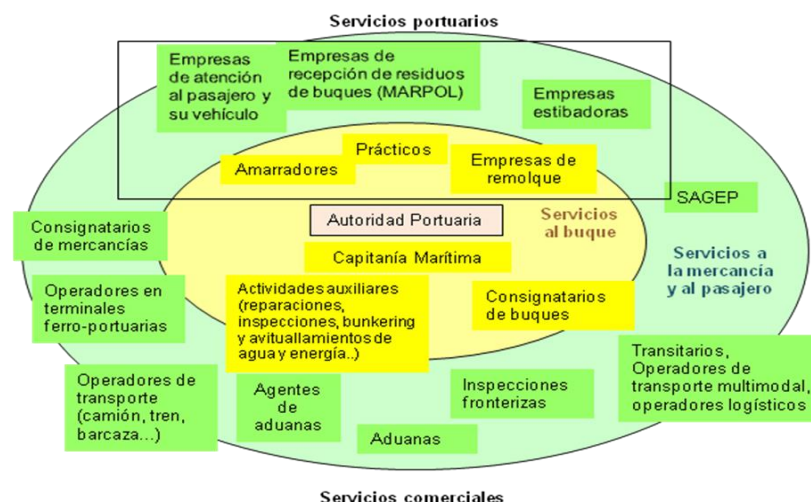 Servicios portuarios
Empresas
de atención
al pasajero y
su vehículo
Empresas de
recepción de residuos
de buques (MARPOL)
Empresas
estibadoras
Prácticos
Amarradores
Empresas de
remolque
SAGEP
Autoridad Portuaria
Servicios
al buque
Consignatarios
de mercancías
Capitanía Marítima
Servicios a
la mercancía
y al pasajero
Operadores en
terminales
ferro-portuarias
Actividades auxiliares
(reparaciones,
inspecciones, bunkering
y avituallamientos de
agua y energía..)
Consignatarios
de buques
Transitarios,
Operadores de
transporte multimodal,
operadores logísticos
Operadores de
transporte
(camión, tren,
barcaza...)
Agentes
de
aduanas
Inspecciones
fronterizas
Aduanas
Servicios comerciales